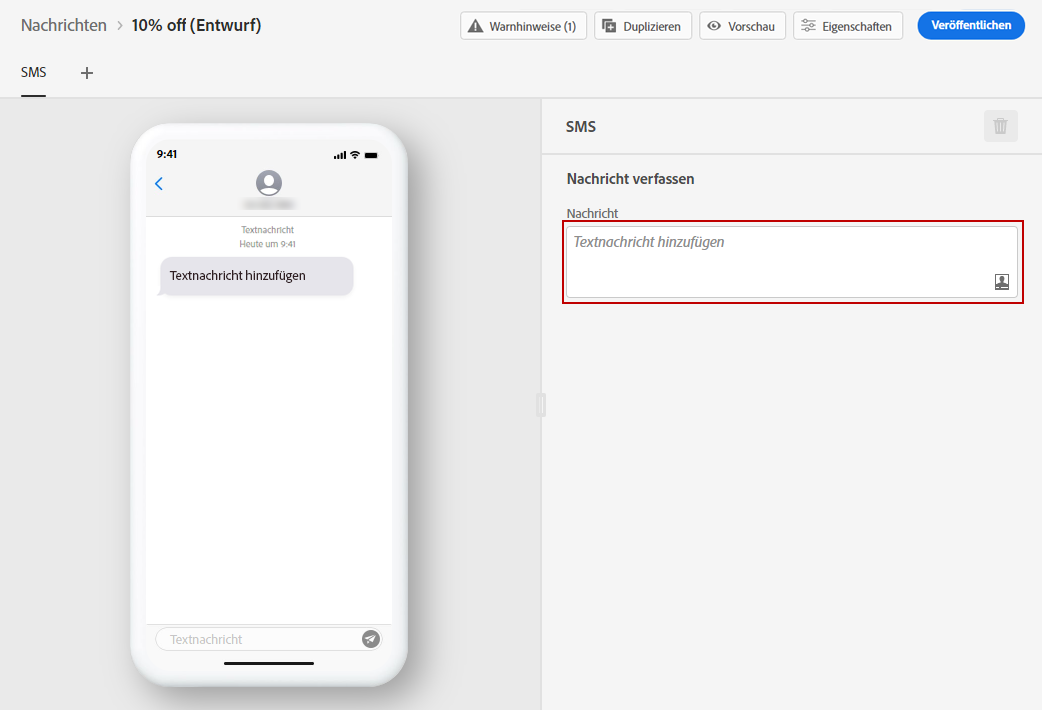 Nachrichten > 10% off (Entwurf)
Warnhinweise (1)
Duplizieren
Vorschau
Eigenschaften
Veröffentlichen
SMS
9:41
Textnachricht
Heute um 9:41
Textnachricht hinzufügen
Textnachricht
SMS
Nachricht verfassen
Nachricht
Textnachricht hinzufügen